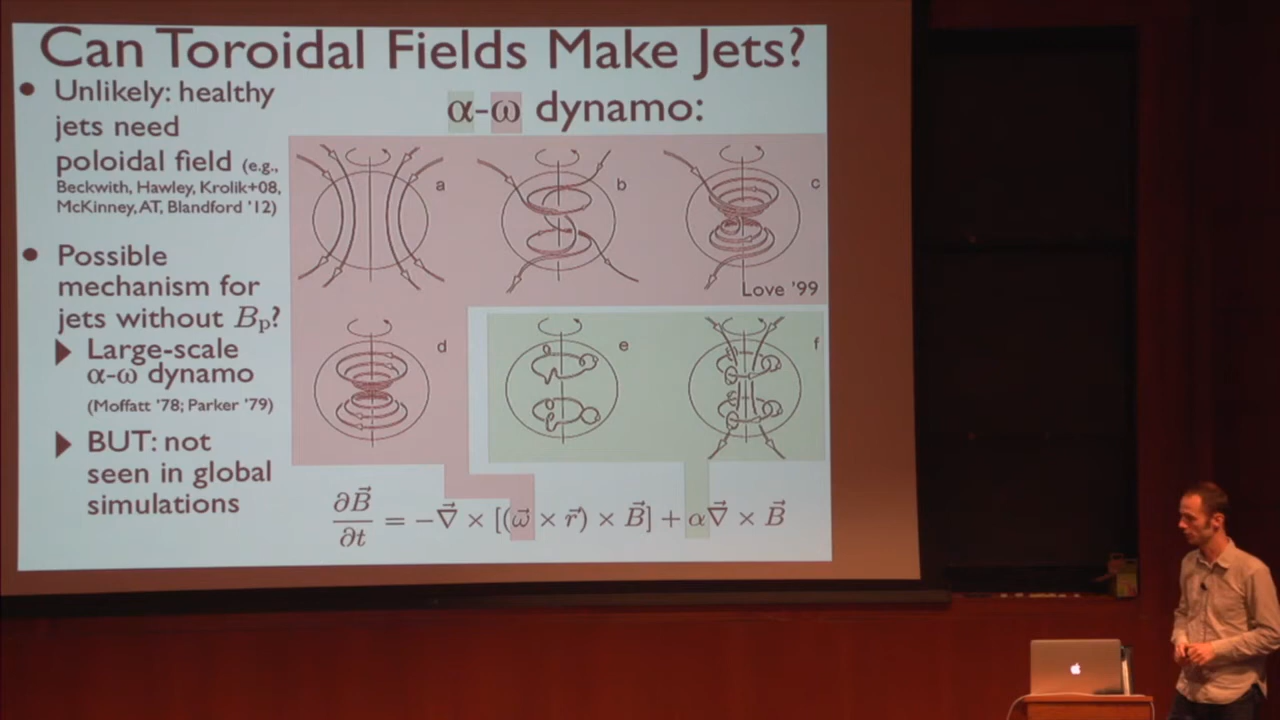 Can Toroidal Fields Make Jets?
• Unlikely: healthy
jets need
poloidal field (e.g.,
Beckwith, Hawley, Krolik+08,
McKinney, AT, Blandford '12)
• Possible
mechanism for
jets without Bₚ?
▶ Large-scale
α-ω dynamo
(Moffatt '78; Parker '79)
▶ BUT: not
seen in global
simulations
α-ω dynamo:
a
b
c
Love '99
d
e
f
∂B⃗/∂t = −∇⃗ × [(ω⃗ × r⃗) × B⃗] + α∇⃗ × B⃗